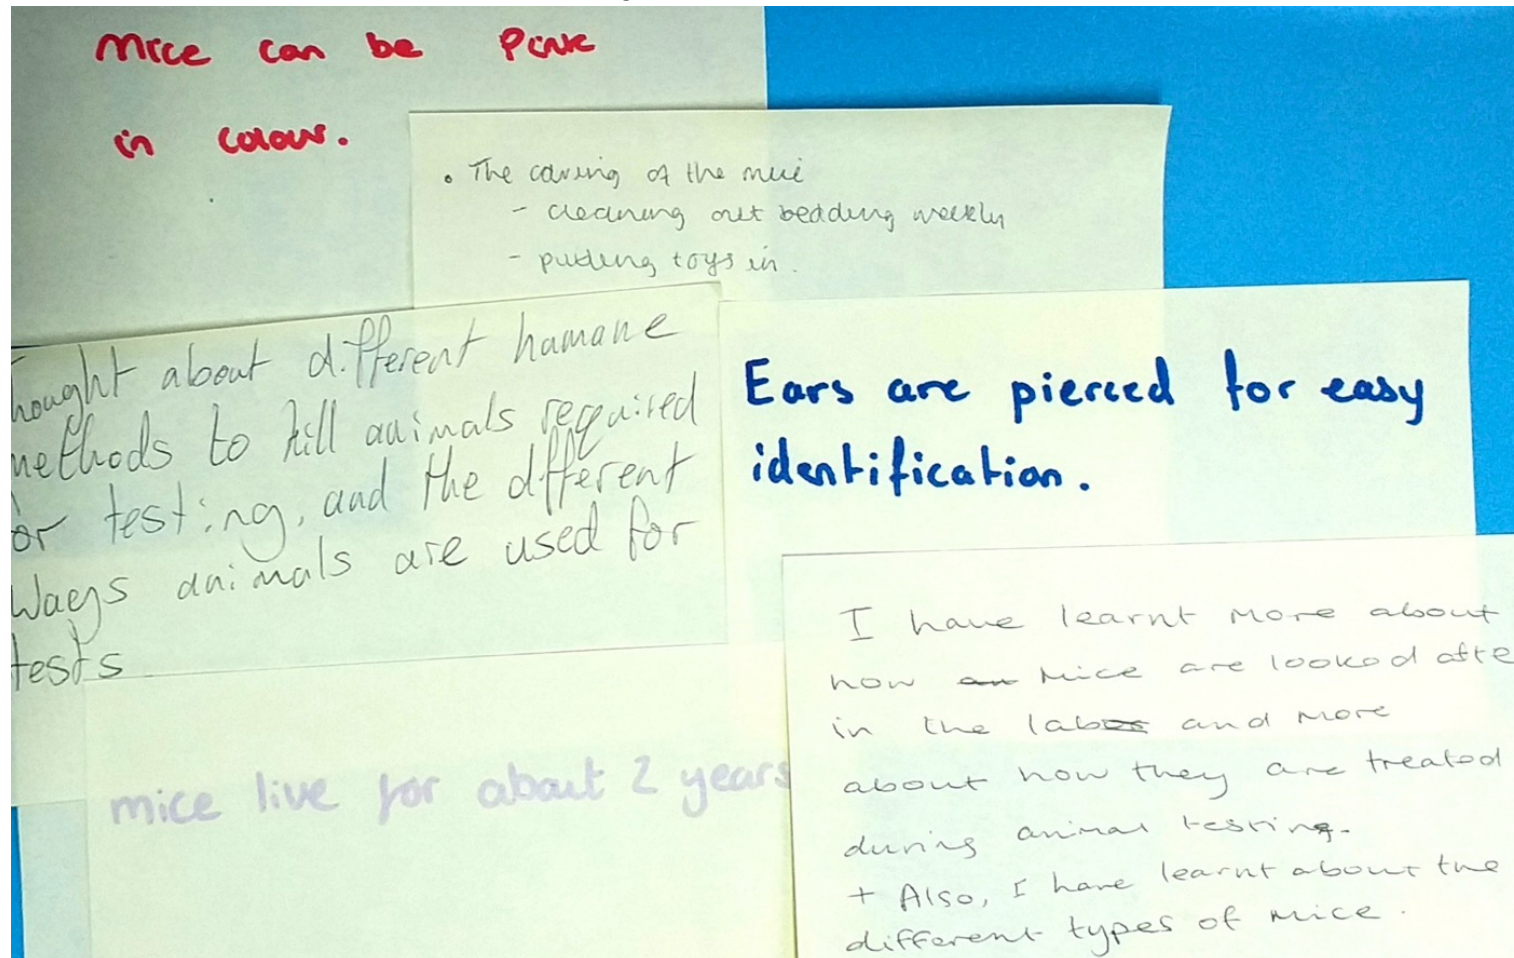 Mice can be Pink
in colour.
• The caring of the mice
- cleaning out bedding weekly
- putting toys in.
hought about different humane
methods to kill animals required
for testing, and the different
Ways animals are used for
tests
Ears are pierced for easy
identification.
mice live for about 2 years
I have learnt more about
how mice are looked afte
in the lab and more
about how they are treated
during animal testing.
+ Also, I have learnt about the
different types of mice.